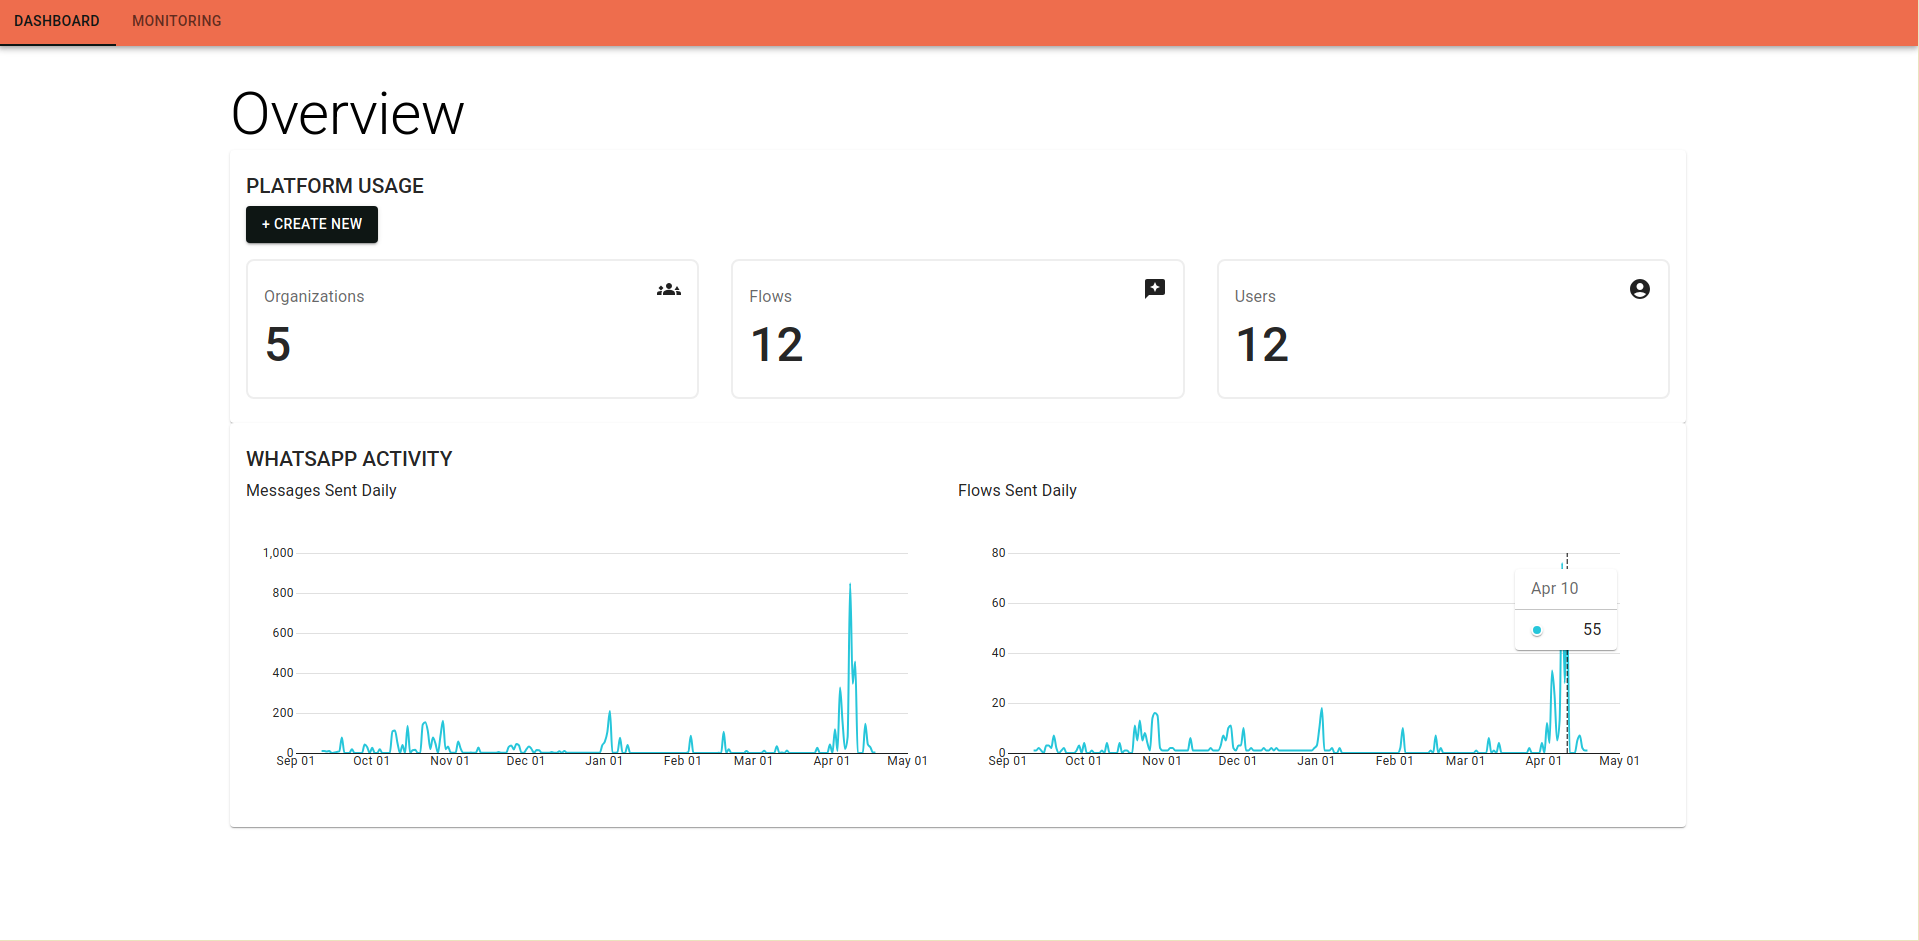 DASHBOARD MONITORING
Overview
PLATFORM USAGE
+ CREATE NEW
Organizations
5
Flows
12
Users
12
WHATSAPP ACTIVITY
Messages Sent Daily
1,000
800
600
400
200
0
Sep 01 Oct 01 Nov 01 Dec 01 Jan 01 Feb 01 Mar 01 Apr 01 May 01
Flows Sent Daily
80
60
40
20
0
Sep 01 Oct 01 Nov 01 Dec 01 Jan 01 Feb 01 Mar 01 Apr 01 May 01
Apr 10
55